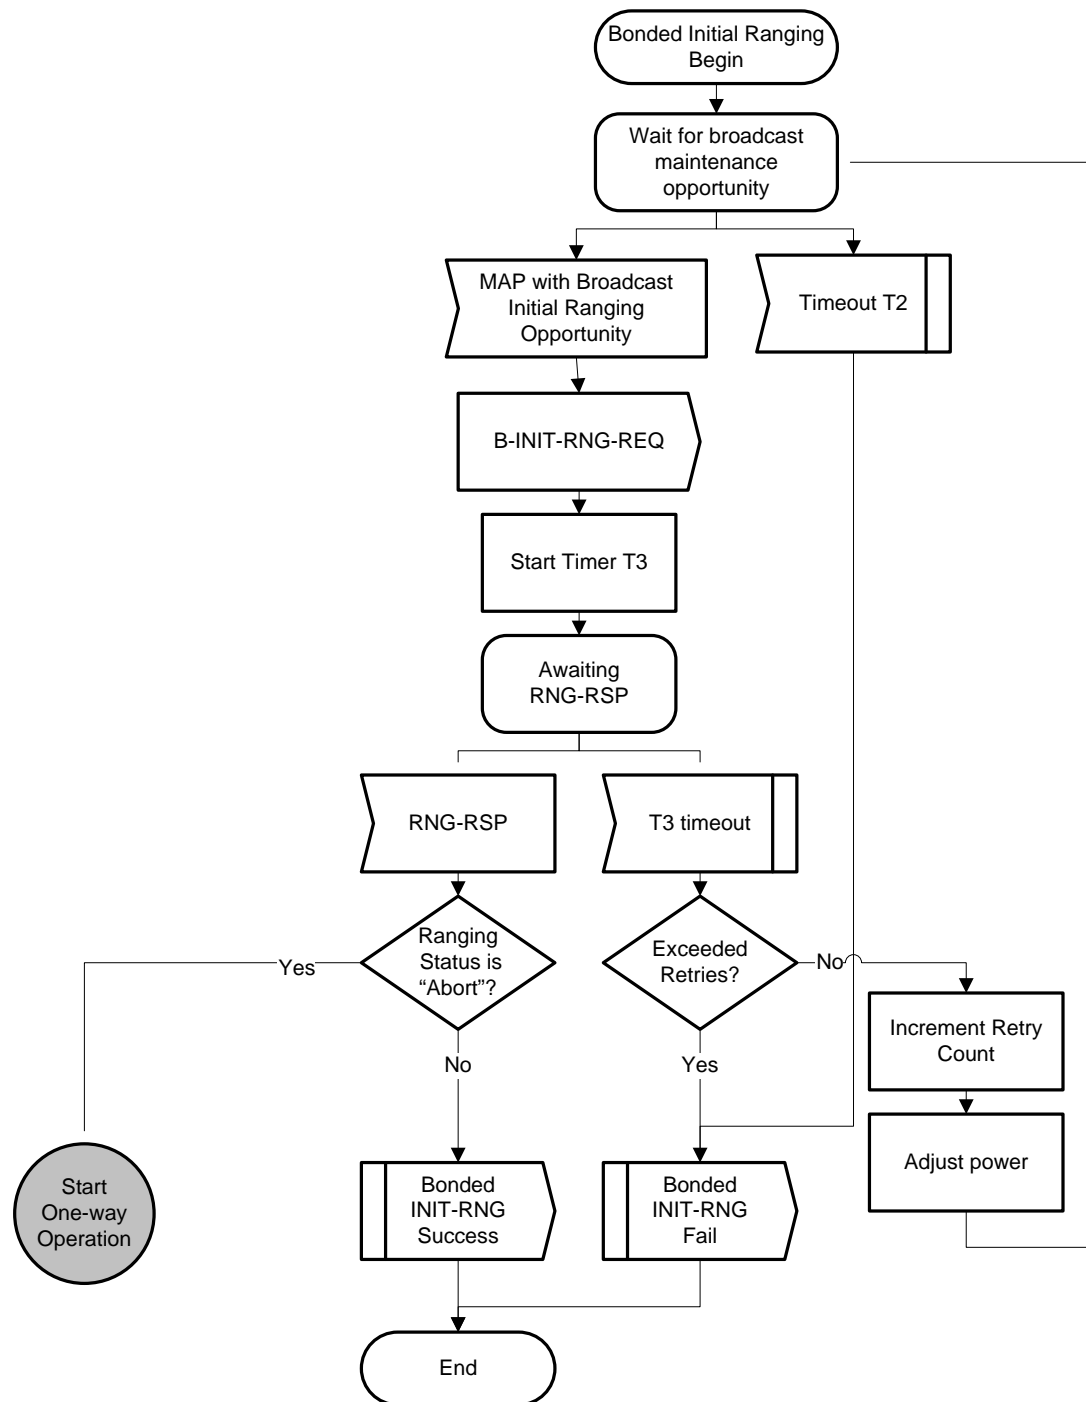 Bonded Initial Ranging
Begin
Wait for broadcast
maintenance
opportunity
MAP with Broadcast
Initial Ranging
Opportunity
Timeout T2
B-INIT-RNG-REQ
Start Timer T3
Awaiting
RNG-RSP
RNG-RSP
T3 timeout
Ranging
Status is
“Abort”?
Exceeded
Retries?
Yes
No
Increment Retry
Count
No
Yes
Adjust power
Start
One-way
Operation
Bonded
INIT-RNG
Success
Bonded
INIT-RNG
Fail
End